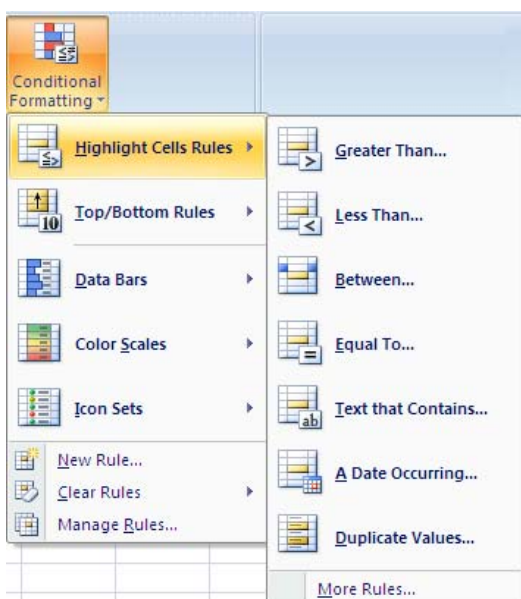 Conditional
Formatting
Highlight Cells Rules
Top/Bottom Rules
Data Bars
Color Scales
Icon Sets
New Rule...
Clear Rules
Manage Rules...
Greater Than...
Less Than...
Between...
Equal To...
Text that Contains...
A Date Occurring...
Duplicate Values...
More Rules...